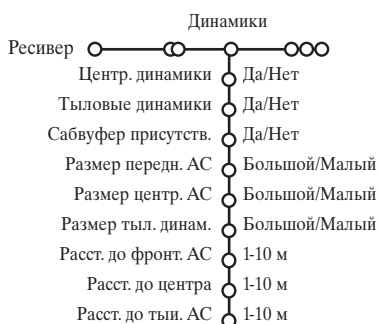 Динамики
Ресивер
Центр. динамики Да/Нет
Тыловые динамики Да/Нет
Сабвуфер присутств. Да/Нет
Размер передн. АС Большой/Малый
Размер центр. АС Большой/Малый
Размер тыл. динам. Большой/Малый
Расст. до фронт. АС 1-10 м
Расст. до центра 1-10 м
Расст. до тыи. АС 1-10 м